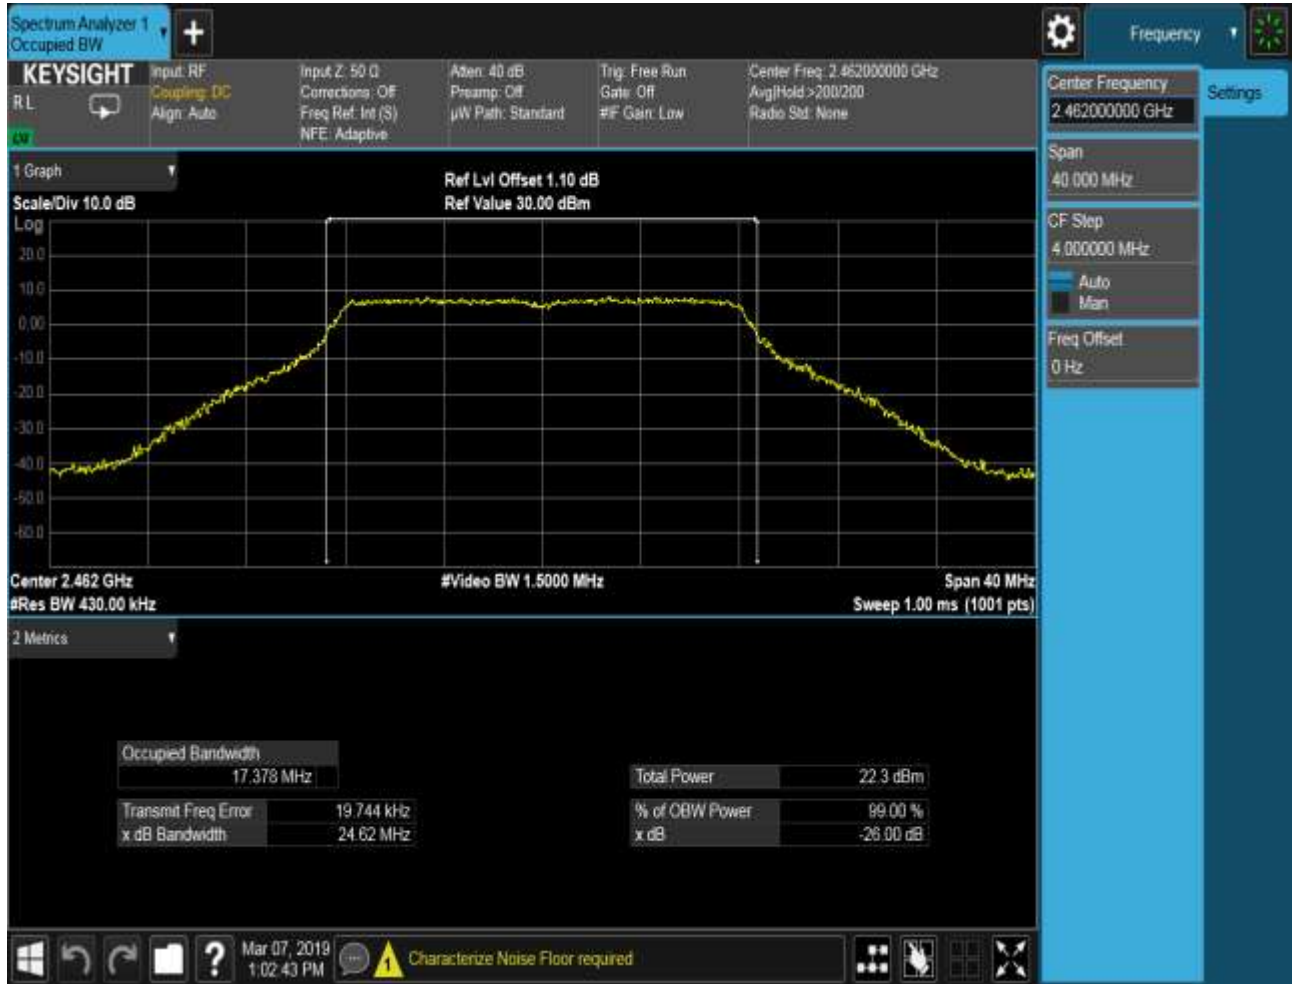 Spectrum Analyzer 1
Occupied BW
Frequency
KEYSIGHT
R L
Input: RF
Coupling: DC
Align: Auto
Input Z: 50 Ω
Corrections: Off
Freq Ref: Int (S)
NFE: Adaptive
Atten: 40 dB
Preamp: Off
µW Path: Standard
Trig: Free Run
Gate: Off
#IF Gain: Low
Center Freq: 2.462000000 GHz
Avg|Hold:>200/200
Radio Std: None
Center Frequency
2.462000000 GHz
Settings
Span
40.000 MHz
CF Step
4.000000 MHz
Auto
Man
Freq Offset
0 Hz
1 Graph
Scale/Div 10.0 dB
Ref Lvl Offset 1.10 dB
Ref Value 30.00 dBm
Log
20.0
10.0
0.00
-10.0
-20.0
-30.0
-40.0
-50.0
-60.0
Center 2.462 GHz
#Video BW 1.5000 MHz
Span 40 MHz
#Res BW 430.00 kHz
Sweep 1.00 ms (1001 pts)
2 Metrics
Occupied Bandwidth
17.378 MHz
Total Power 22.3 dBm
Transmit Freq Error 19.744 kHz
% of OBW Power 99.00 %
x dB Bandwidth 24.62 MHz
x dB -26.00 dB
?
Mar 07, 2019
1:02:43 PM
1
Characterize Noise Floor required